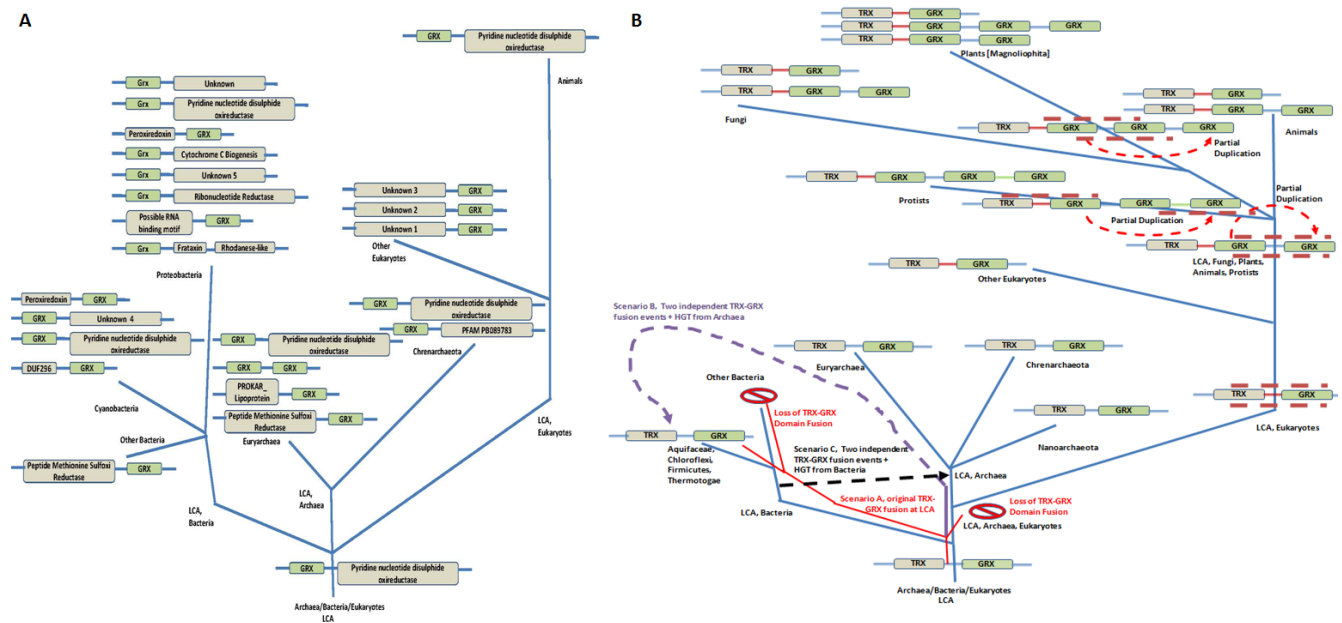 A
GRX
Pyridine nucleotide disulphide
oxireductase
Animals
Grx
Unknown
Grx
Pyridine nucleotide disulphide
oxireductase
Peroxiredoxin
GRX
Grx
Cytochrome C Biogenesis
Grx
Unknown 5
Grx
Ribonucleotide Reductase
Possible RNA
binding motif
GRX
Grx
Frataxin
Rhodanese-like
Proteobacteria
Unknown 3
GRX
Unknown 2
GRX
Unknown 1
GRX
Other
Eukaryotes
Peroxiredoxin
GRX
GRX
Unknown 4
GRX
Pyridine nucleotide disulphide
oxireductase
DUF296
GRX
Cyanobacteria
Other Bacteria
Peptide Methionine Sulfoxi
Reductase
GRX
GRX
Pyridine nucleotide disulphide
oxireductase
GRX
GRX
PROKAR_
Lipoprotein
GRX
Peptide Methionine Sulfoxi
Reductase
GRX
Euryarchaea
GRX
Pyridine nucleotide disulphide
oxireductase
GRX
PFAM PB089783
Chrenarchaeota
LCA,
Eukaryotes
LCA,
Archaea
LCA,
Bacteria
GRX
Pyridine nucleotide disulphide
oxireductase
Archaea/Bacteria/Eukaryotes
LCA
B
TRX
GRX
TRX
GRX
GRX
GRX
TRX
GRX
GRX
Plants [Magnoliophita]
TRX
GRX
TRX
GRX
GRX
Fungi
TRX
GRX
TRX
GRX
GRX
Animals
TRX
GRX
GRX
GRX
Partial
Duplication
TRX
GRX
GRX
GRX
Protists
TRX
GRX
GRX
GRX
Partial Duplication
Partial
Duplication
TRX
GRX
GRX
LCA, Fungi, Plants,
Animals, Protists
TRX
GRX
Other Eukaryotes
Scenario B, Two independent TRX-GRX
fusion events + HGT from Archaea
TRX
GRX
Euryarchaea
TRX
GRX
Chrenarchaeota
Other Bacteria
Loss of TRX-GRX
Domain Fusion
TRX
GRX
LCA, Eukaryotes
TRX
GRX
Nanoarchaeota
TRX
GRX
Aquifaceae,
Chloroflexi,
Firmicutes,
Thermotogae
Scenario C, Two independent
TRX-GRX fusion events +
HGT from Bacteria
LCA, Archaea
Scenario A, original TRX-
GRX fusion at LCA
LCA, Bacteria
Loss of TRX-GRX
Domain Fusion
LCA, Archaea, Eukaryotes
TRX
GRX
Archaea/Bacteria/Eukaryotes
LCA